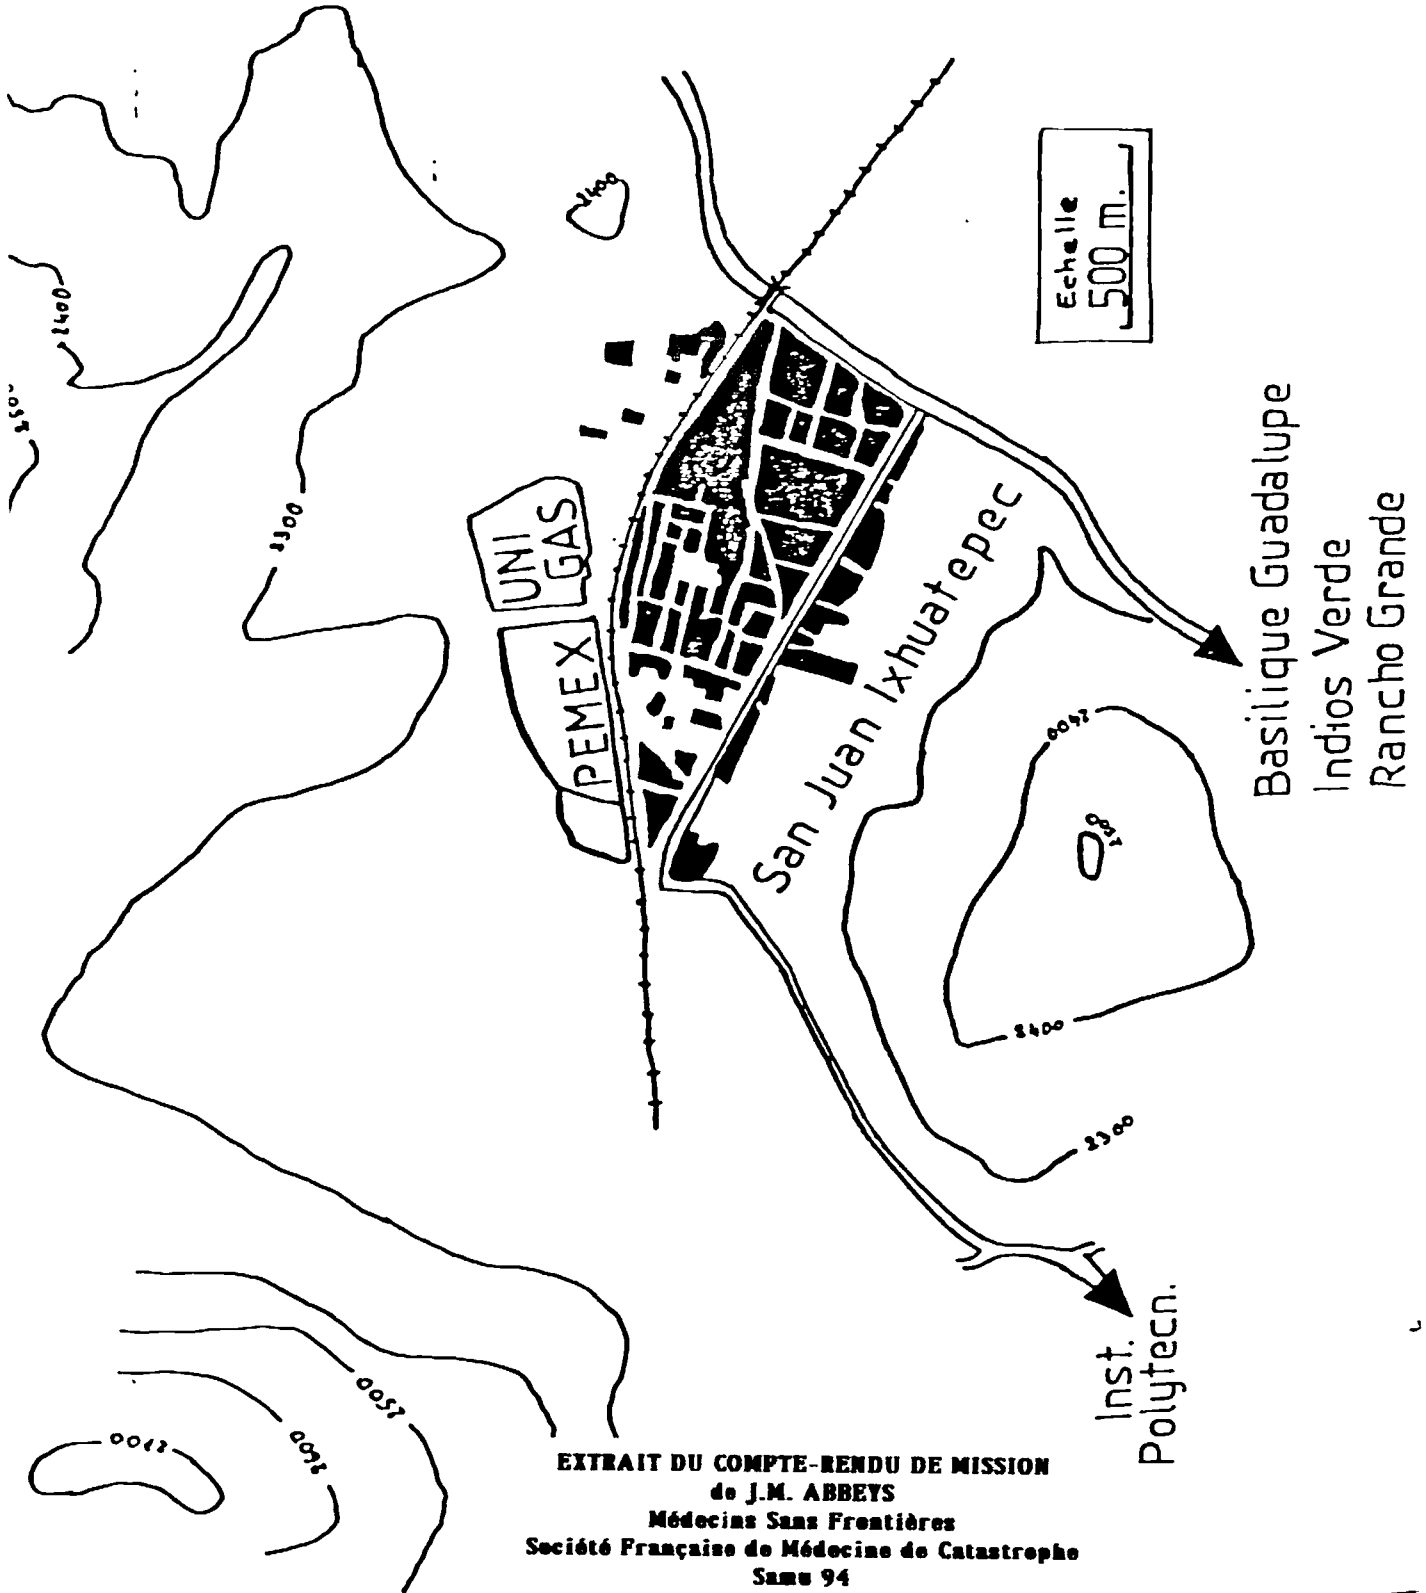 2400
2500
2400
2300
Echelle
500 m.
UNI
GAS
PEMEX
San Juan Ixhuatepec
Basilique Guadalupe
Indios Verde
Rancho Grande
2400
2500
2400
2300
Inst.
Polytecn.
2500
2600
2700
EXTRAIT DU COMPTE-RENDU DE MISSION
de J.M. ABBEYS
Médecins Sans Frontières
Société Française de Médecine de Catastrophe
Samu 94